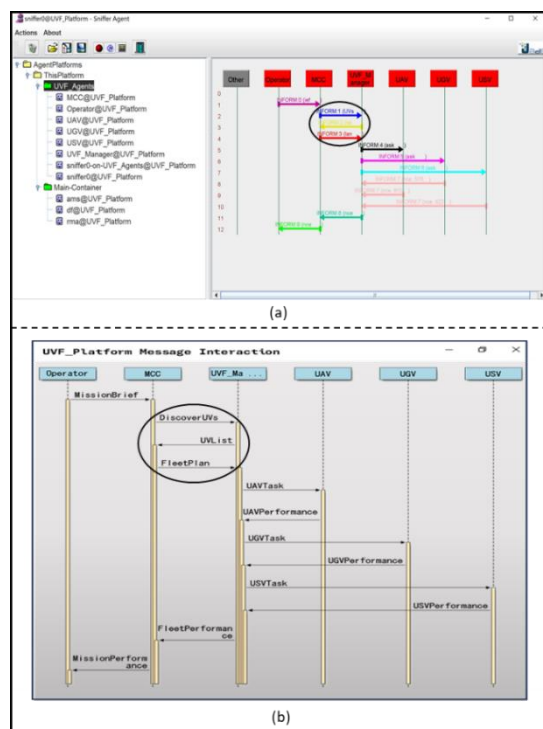 sniffer0@UVF_Platform - Sniffer Agent
Actions About
AgentPlatforms
ThisPlatform
UVF_Agents
MCC@UVF_Platform
Operator@UVF_Platform
UAV@UVF_Platform
UGV@UVF_Platform
USV@UVF_Platform
UVF_Manager@UVF_Platform
sniffer0-on-UVF_Agents@UVF_Platform
sniffer0@UVF_Platform
Main-Container
ams@UVF_Platform
df@UVF_Platform
rma@UVF_Platform
Other Operator MCC UVF_M anager UAV UGV USV
0
1
2
3
4
5
6
7
8
9
10
11
12
(a)
UVF_Platform Message Interaction
Operator MCC UVF_Ma ... UAV UGV USV
MissionBrief
DiscoverUVs
UVList
FleetPlan
UAVTask
UAVPerformance
UGVTask
UGVPerformance
USVTask
USVPerformance
FleetPerforman
ce
MissionPerform
ance
(b)